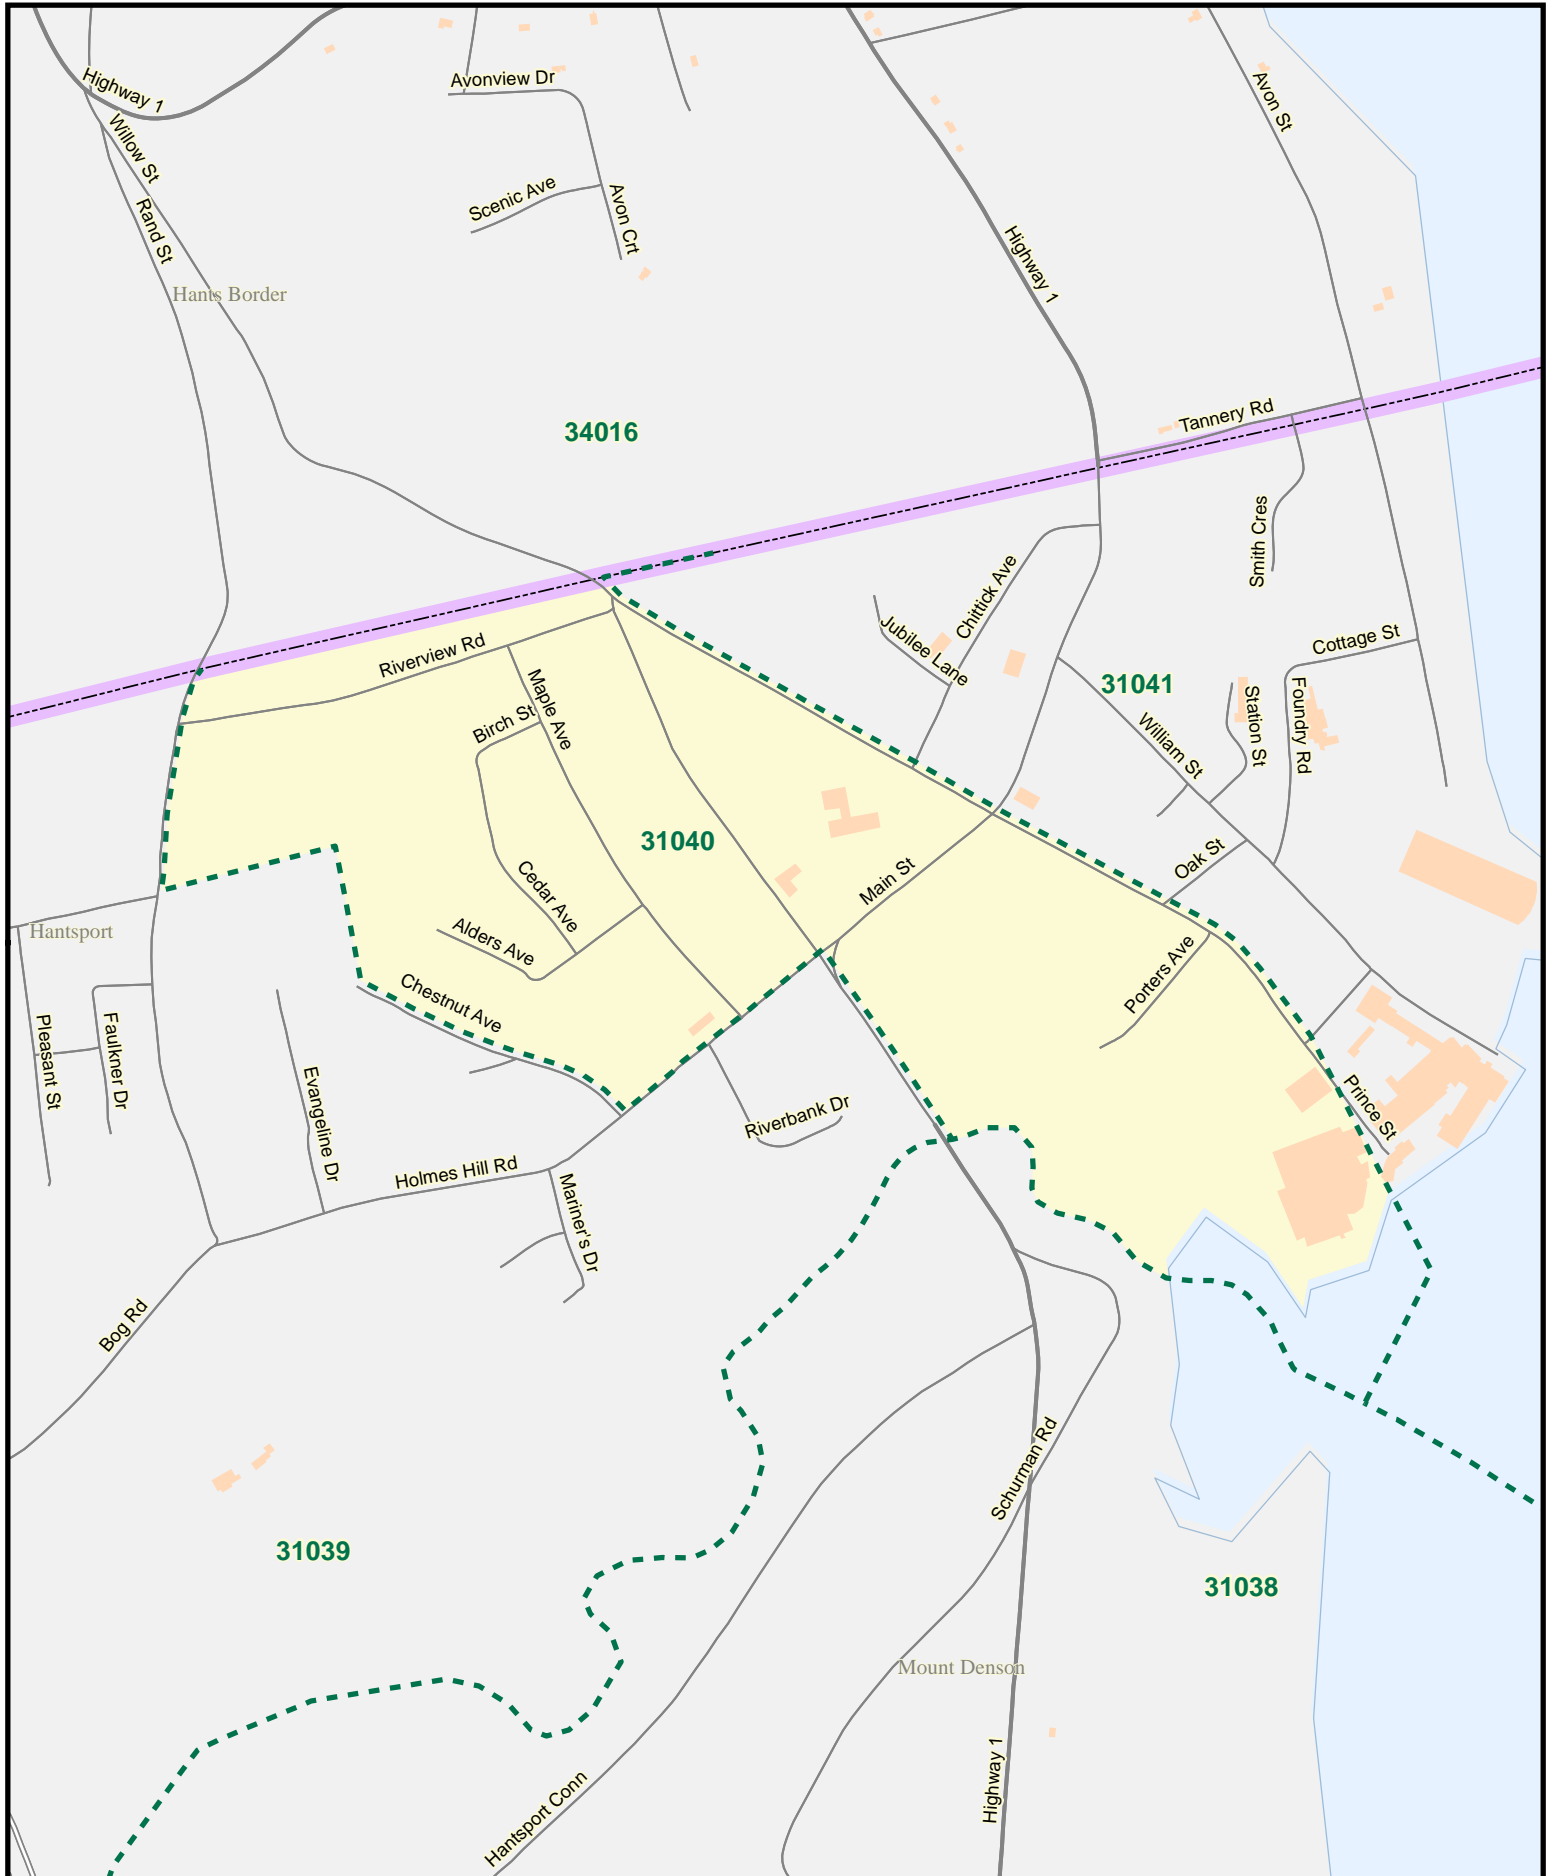 Highway 1
Avonview Dr
Avon St
Willow St
Rand St
Scenic Ave
Avon Crt
Highway 1
Hants Border
34016
Tannery Rd
Smith Cres
Chittick Ave
Jubilee Lane
Cottage St
Riverview Rd
Maple Ave
Birch St
31041
William St
Station St
Foundry Rd
31040
Main St
Oak St
Cedar Ave
Alders Ave
Hantsport
Porters Ave
Chestnut Ave
Pleasant St
Faulkner Dr
Evangeline Dr
Riverbank Dr
Prince St
Holmes Hill Rd
Mariner's Dr
Bog Rd
Schurman Rd
31039
31038
Mount Denson
Highway 1
Hantsport Conn